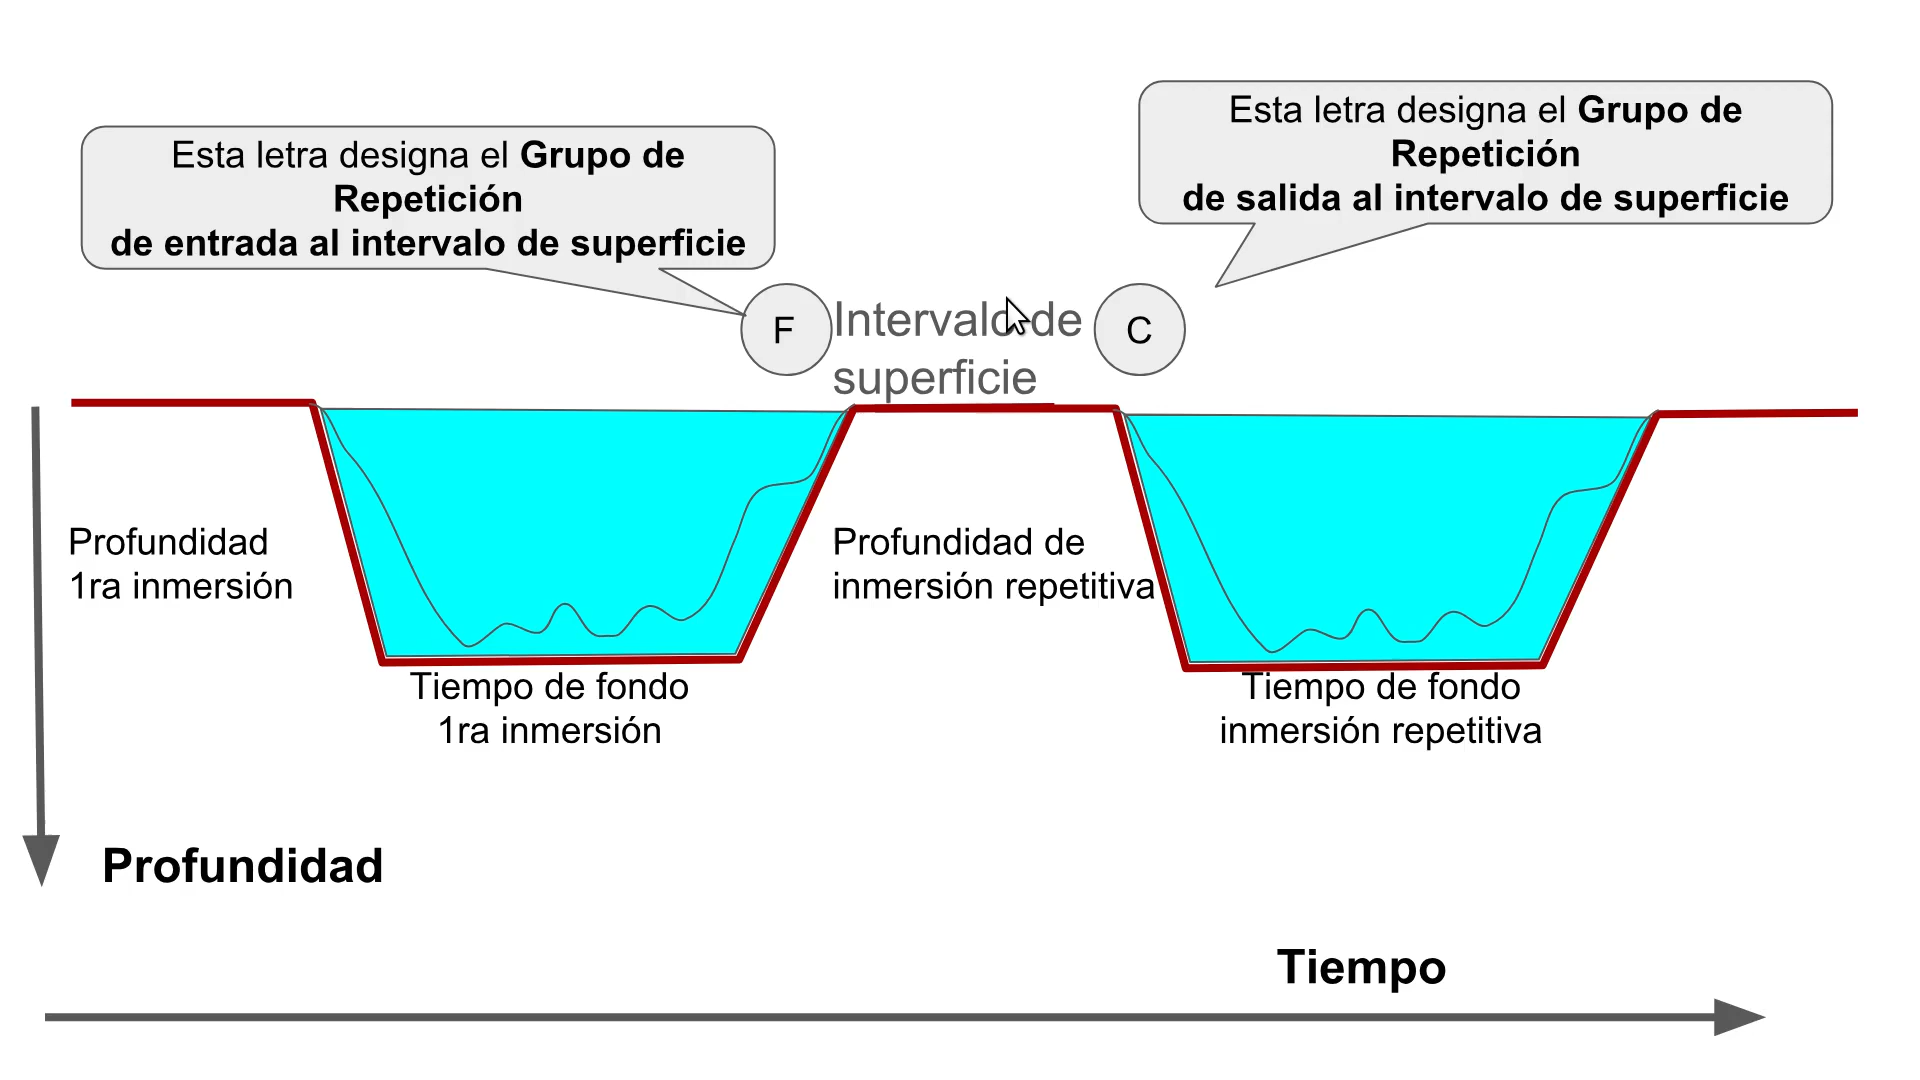 Esta letra designa el Grupo de
Repetición
de entrada al intervalo de superficie
Esta letra designa el Grupo de
Repetición
de salida al intervalo de superficie
F
Intervalo de
superficie
C
Profundidad
1ra inmersión
Profundidad de
inmersión repetitiva
Tiempo de fondo
1ra inmersión
Tiempo de fondo
inmersión repetitiva
Profundidad
Tiempo